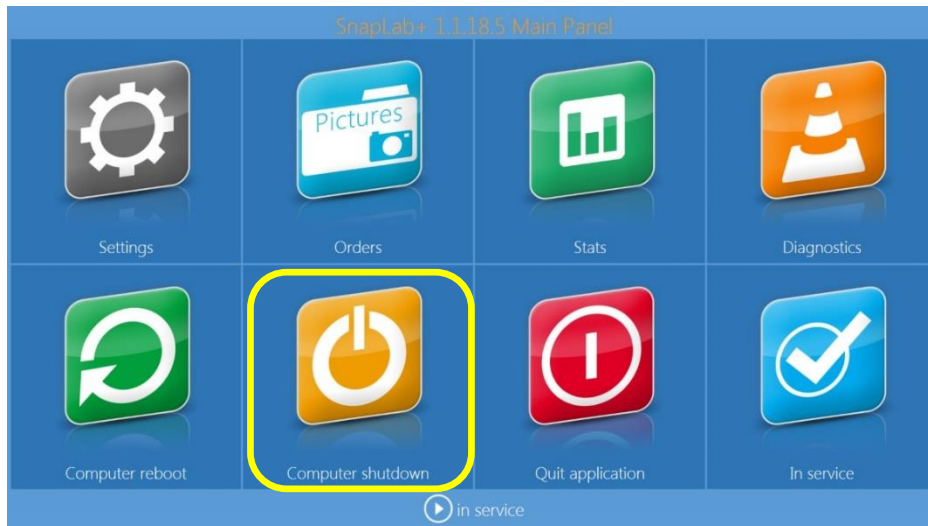 SnapLab+ 1.1.18.5 Main Panel
Pictures
Settings
Orders
Stats
Diagnostics
Computer reboot
Computer shutdown
Quit application
In service
in service